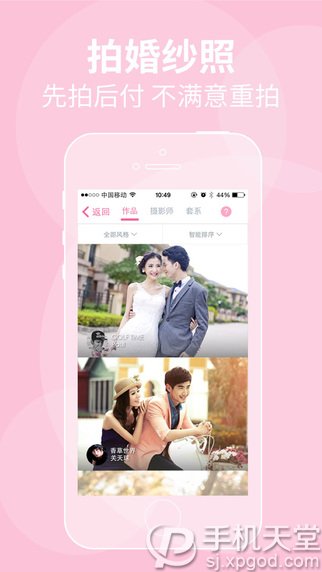 拍婚纱照
先拍后付 不满意重拍
中国移动 10:49 44%
返回 作品 摄影师 套系 ?
全部风格 智能排序
GOLF TIME
香草世界
关天球
手机天堂
sj.xpgod.com